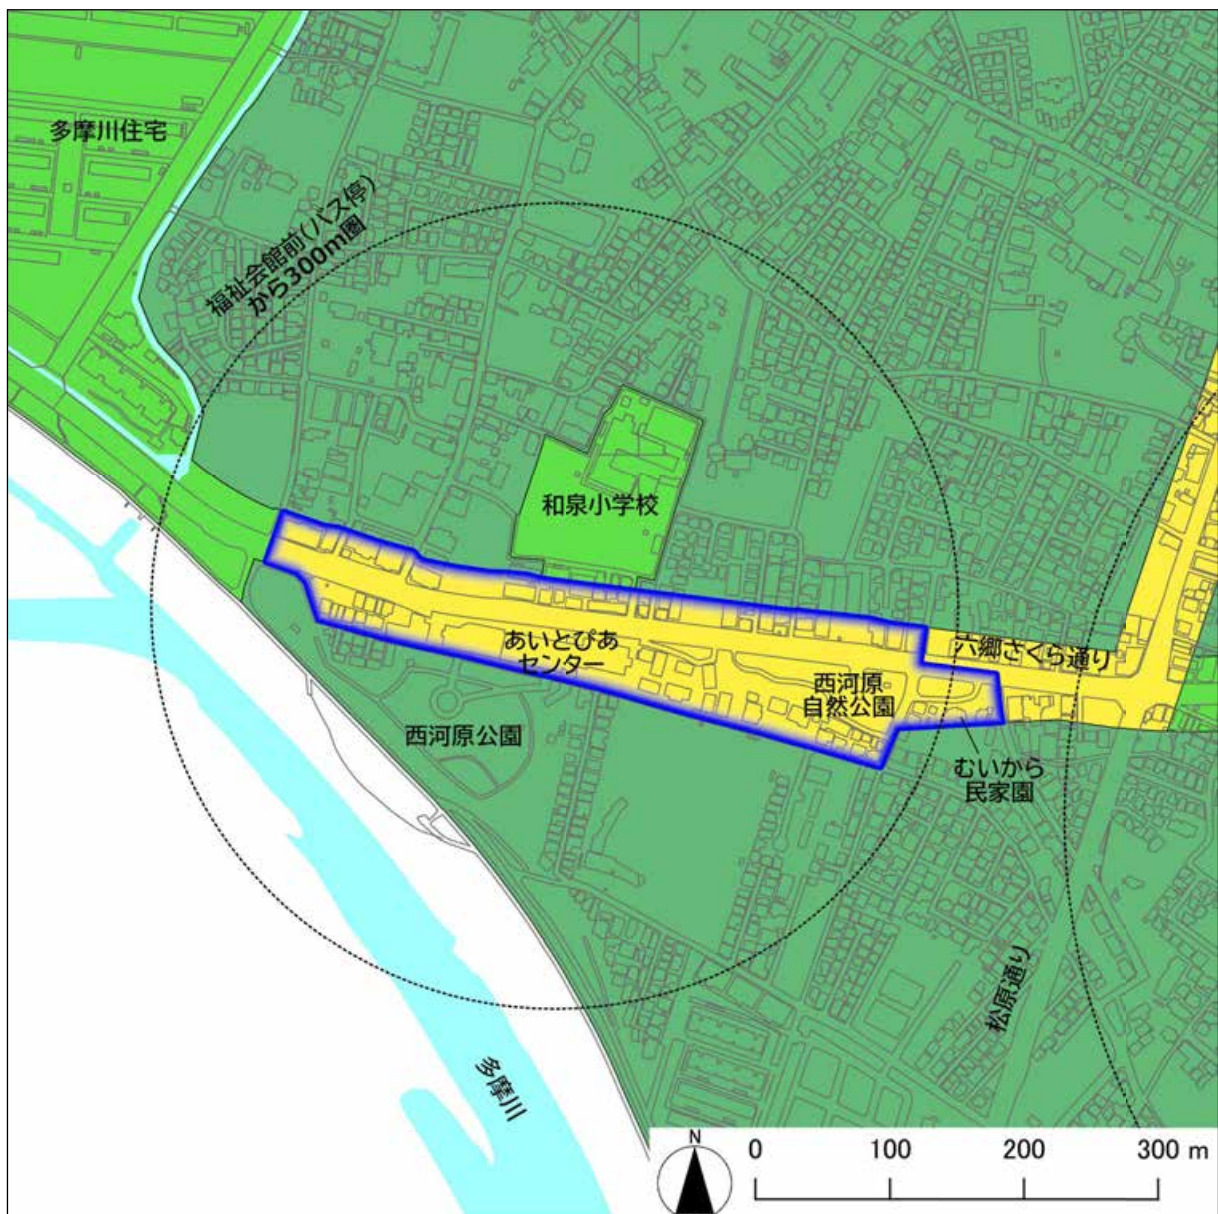 多摩川住宅
福祉会館前(バス停)
から300m圏
和泉小学校
あいとぴあ
センター
六郷さくら通り
西河原
自然公園
西河原公園
むいから
民家園
松原通り
多摩川
N
0 100 200 300 m